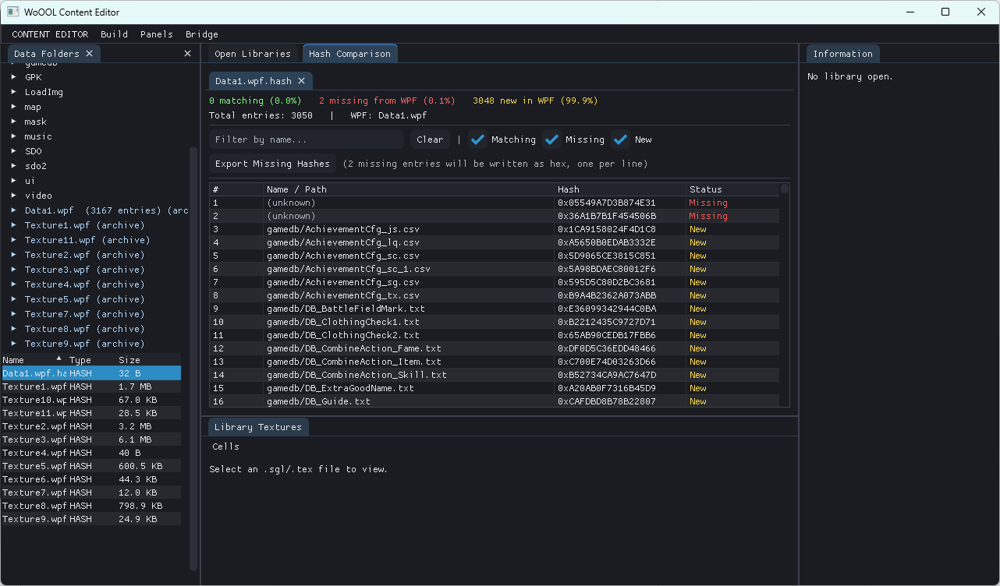 WoOOL Content Editor
CONTENT EDITOR Build Panels Bridge
Data Folders
GPK
LoadImg
map
mask
music
SDO
sdo2
ui
video
Data1.wpf (3167 entries) (arc
Texture1.wpf (archive)
Texture11.wpf (archive)
Texture2.wpf (archive)
Texture3.wpf (archive)
Texture4.wpf (archive)
Texture5.wpf (archive)
Texture7.wpf (archive)
Texture8.wpf (archive)
Texture9.wpf (archive)
Name Type Size
Data1.wpf.ha HASH 32 B
Texture1.wpf HASH 1.7 MB
Texture10.wp HASH 67.0 KB
Texture11.wp HASH 28.5 KB
Texture2.wpf HASH 3.2 MB
Texture3.wpf HASH 6.1 MB
Texture4.wpf HASH 40 B
Texture5.wpf HASH 600.5 KB
Texture6.wpf HASH 44.3 KB
Texture7.wpf HASH 12.0 KB
Texture8.wpf HASH 798.9 KB
Texture9.wpf HASH 24.9 KB
Open Libraries Hash Comparison
Data1.wpf.hash
0 matching (0.0%) 2 missing from WPF (0.1%) 3048 new in WPF (99.9%)
Total entries: 3050 | WPF: Data1.wpf
Filter by name... Clear | Matching Missing New
Export Missing Hashes (2 missing entries will be written as hex, one per line)
# Name / Path Hash Status
1 (unknown) 0x05549A7D3B874E31 Missing
2 (unknown) 0x36A1B7B1F454506B Missing
3 gamedb/AchievementCfg_js.csv 0x1CA9158024F4D1C8 New
4 gamedb/AchievementCfg_lq.csv 0xA5650B0EDAB3332E New
5 gamedb/AchievementCfg_sc.csv 0x5D9065CE3815C851 New
6 gamedb/AchievementCfg_sc_1.csv 0x5A98BDAEC80012F6 New
7 gamedb/AchievementCfg_sg.csv 0x595D5C80D2BC3681 New
8 gamedb/AchievementCfg_tx.csv 0xB9A4B2362A073ABB New
9 gamedb/DB_BattleFieldMark.txt 0xE36099342944C0BA New
10 gamedb/DB_ClothingCheck1.txt 0xB2212435C9727D71 New
11 gamedb/DB_ClothingCheck2.txt 0x65AB90CEDB17FBB6 New
12 gamedb/DB_CombineAction_Fame.txt 0xDF0D5C36EDD48466 New
13 gamedb/DB_CombineAction_Item.txt 0xC700E74D03263D66 New
14 gamedb/DB_CombineAction_Skill.txt 0xB52734CA9AC7647D New
15 gamedb/DB_ExtraGoodName.txt 0xA20AB0F7316B45D9 New
16 gamedb/DB_Guide.txt 0xCAFDBD8B78B22807 New
Library Textures
Cells
Select an .sgl/.tex file to view.
Information
No library open.